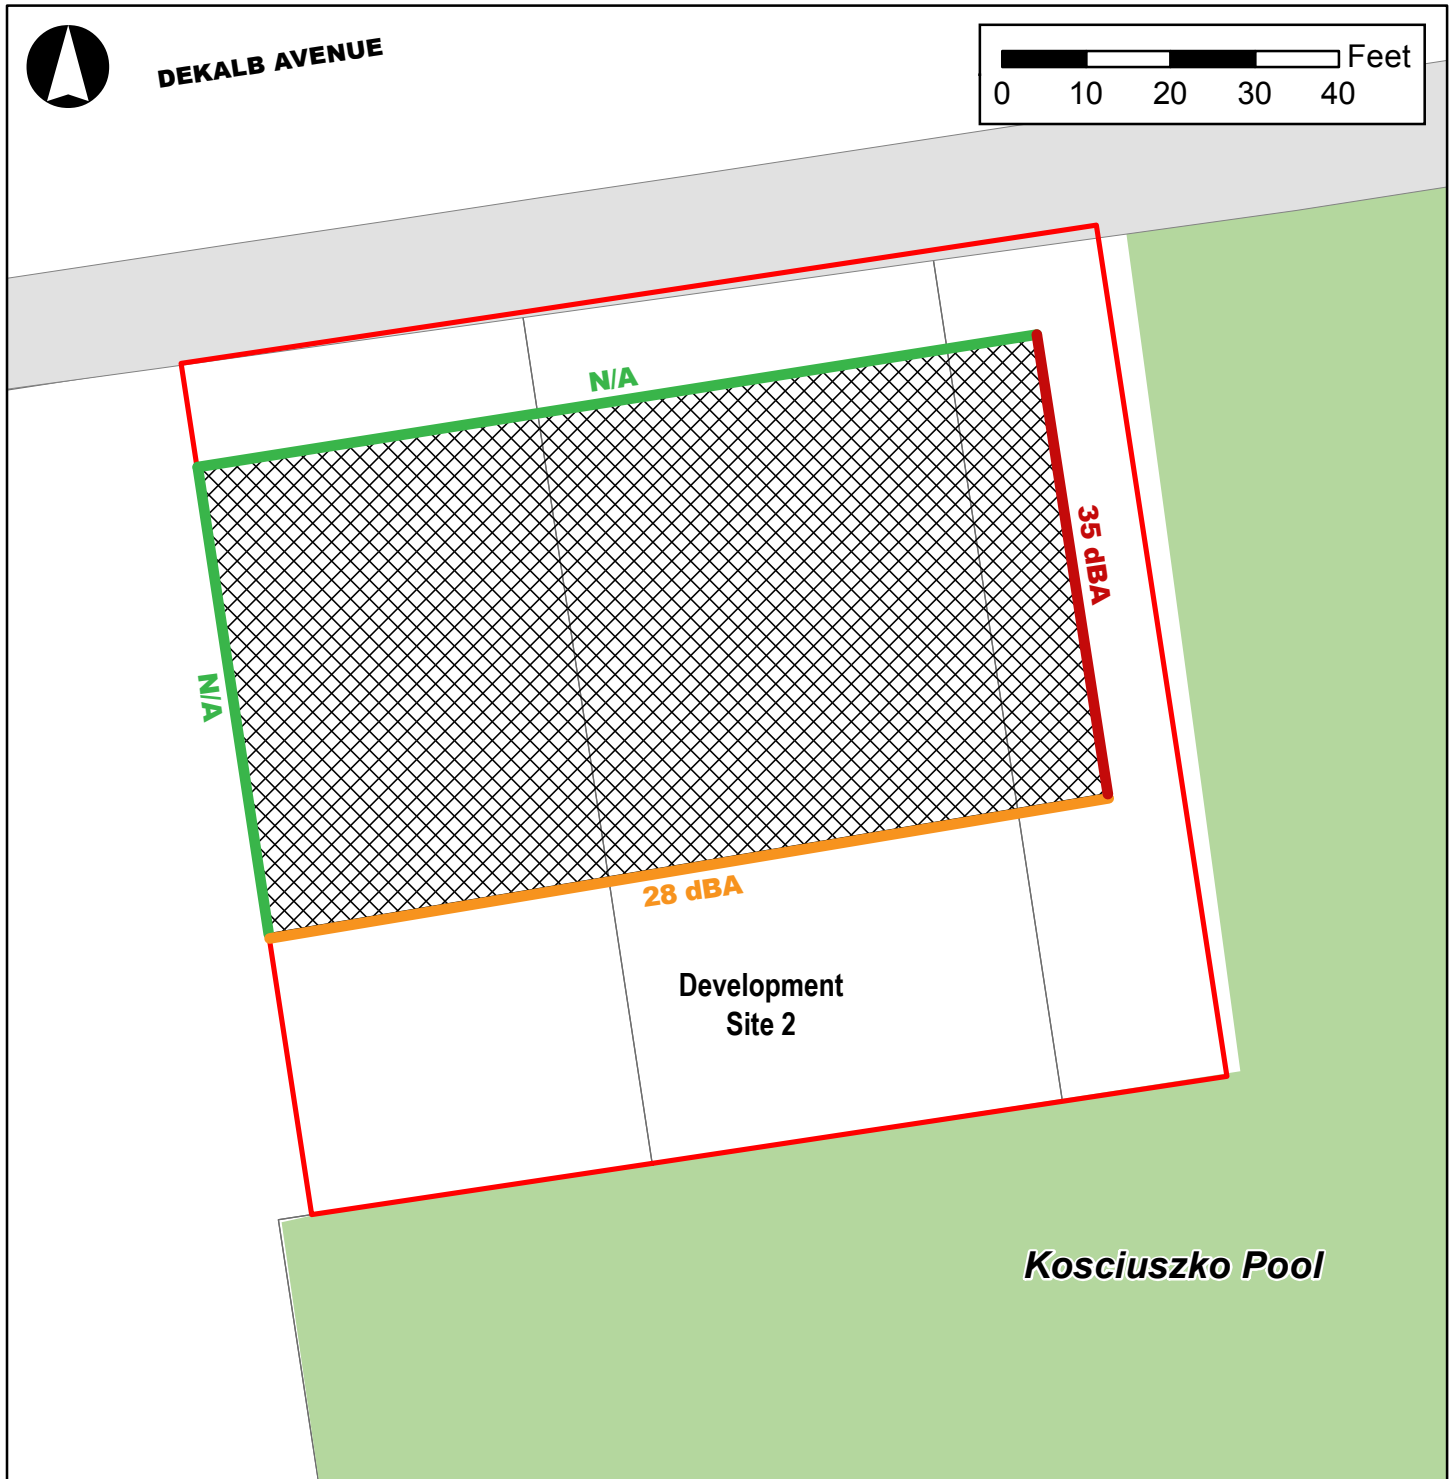 DEKALB AVENUE
Feet
0 10 20 30 40
N/A
35 dBA
N/A
28 dBA
Development
Site 2
Kosciuszko Pool